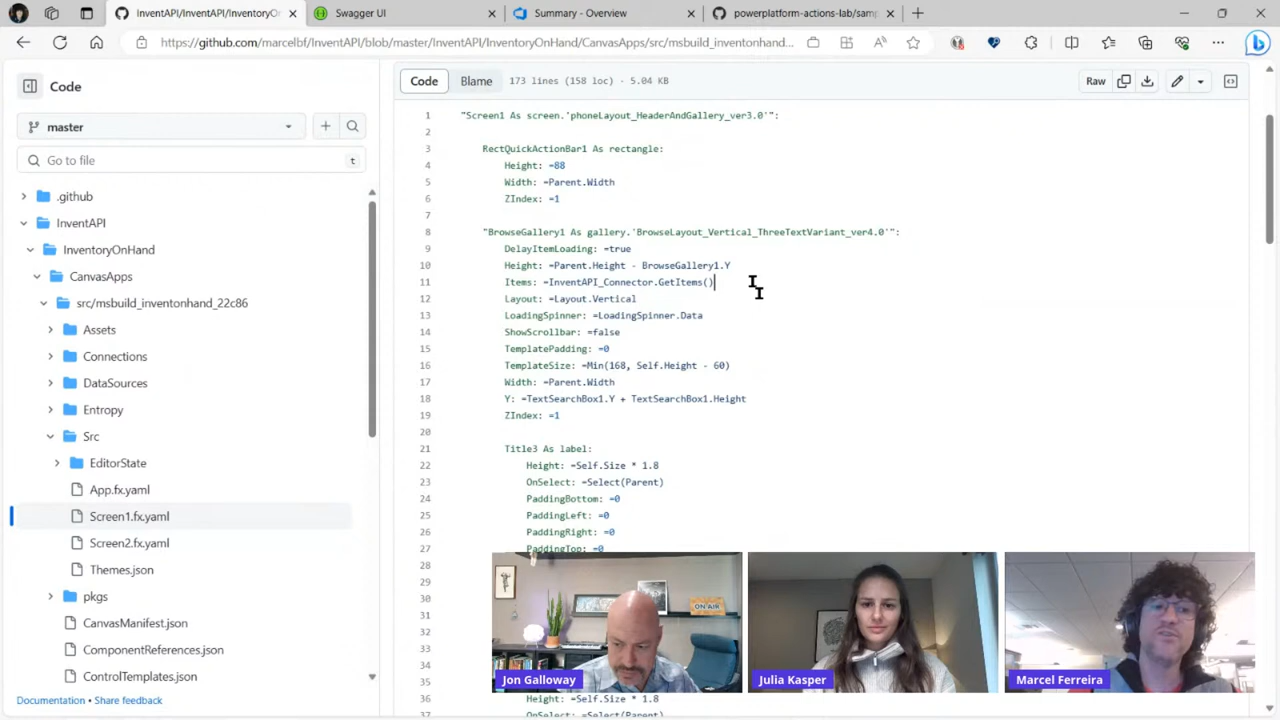 InventAPI/InventAPI/InventoryOn
Swagger UI
Summary - Overview
powerplatform-actions-lab/sam
https://github.com/marcelbf/InventAPI/blob/master/InventAPI/InventoryOnHand/CanvasApps/src/msbuild_inventonhand...
Code
master
Go to file
t
.github
InventAPI
InventoryOnHand
CanvasApps
src/msbuild_inventonhand_22c86
Assets
Connections
DataSources
Entropy
Src
EditorState
App.fx.yaml
Screen1.fx.yaml
Screen2.fx.yaml
Themes.json
pkgs
CanvasManifest.json
ComponentReferences.json
ControlTemplates.json
Documentation • Share feedback
Code Blame 173 lines (158 loc) · 5.04 KB Raw
1 "Screen1 As screen.'phoneLayout_HeaderAndGallery_ver3.0'":
2
3 RectQuickActionBar1 As rectangle:
4 Height: =88
5 Width: =Parent.Width
6 ZIndex: =1
7
8 "BrowseGallery1 As gallery.'BrowseLayout_Vertical_ThreeTextVariant_ver4.0'":
9 DelayItemLoading: =true
10 Height: =Parent.Height - BrowseGallery1.Y
11 Items: =InventAPI_Connector.GetItems()
12 Layout: =Layout.Vertical
13 LoadingSpinner: =LoadingSpinner.Data
14 ShowScrollbar: =false
15 TemplatePadding: =0
16 TemplateSize: =Min(168, Self.Height - 60)
17 Width: =Parent.Width
18 Y: =TextSearchBox1.Y + TextSearchBox1.Height
19 ZIndex: =1
20
21 Title3 As label:
22 Height: =Self.Size * 1.8
23 OnSelect: =Select(Parent)
24 PaddingBottom: =0
25 PaddingLeft: =0
26 PaddingRight: =0
27 PaddingTop: =0
28
29
30
31
32
33
34
35
36 Height: =Self.Size * 1.8
37 OnSelect: =Select(Parent)
ON AIR
Jon Galloway
Julia Kasper
Marcel Ferreira